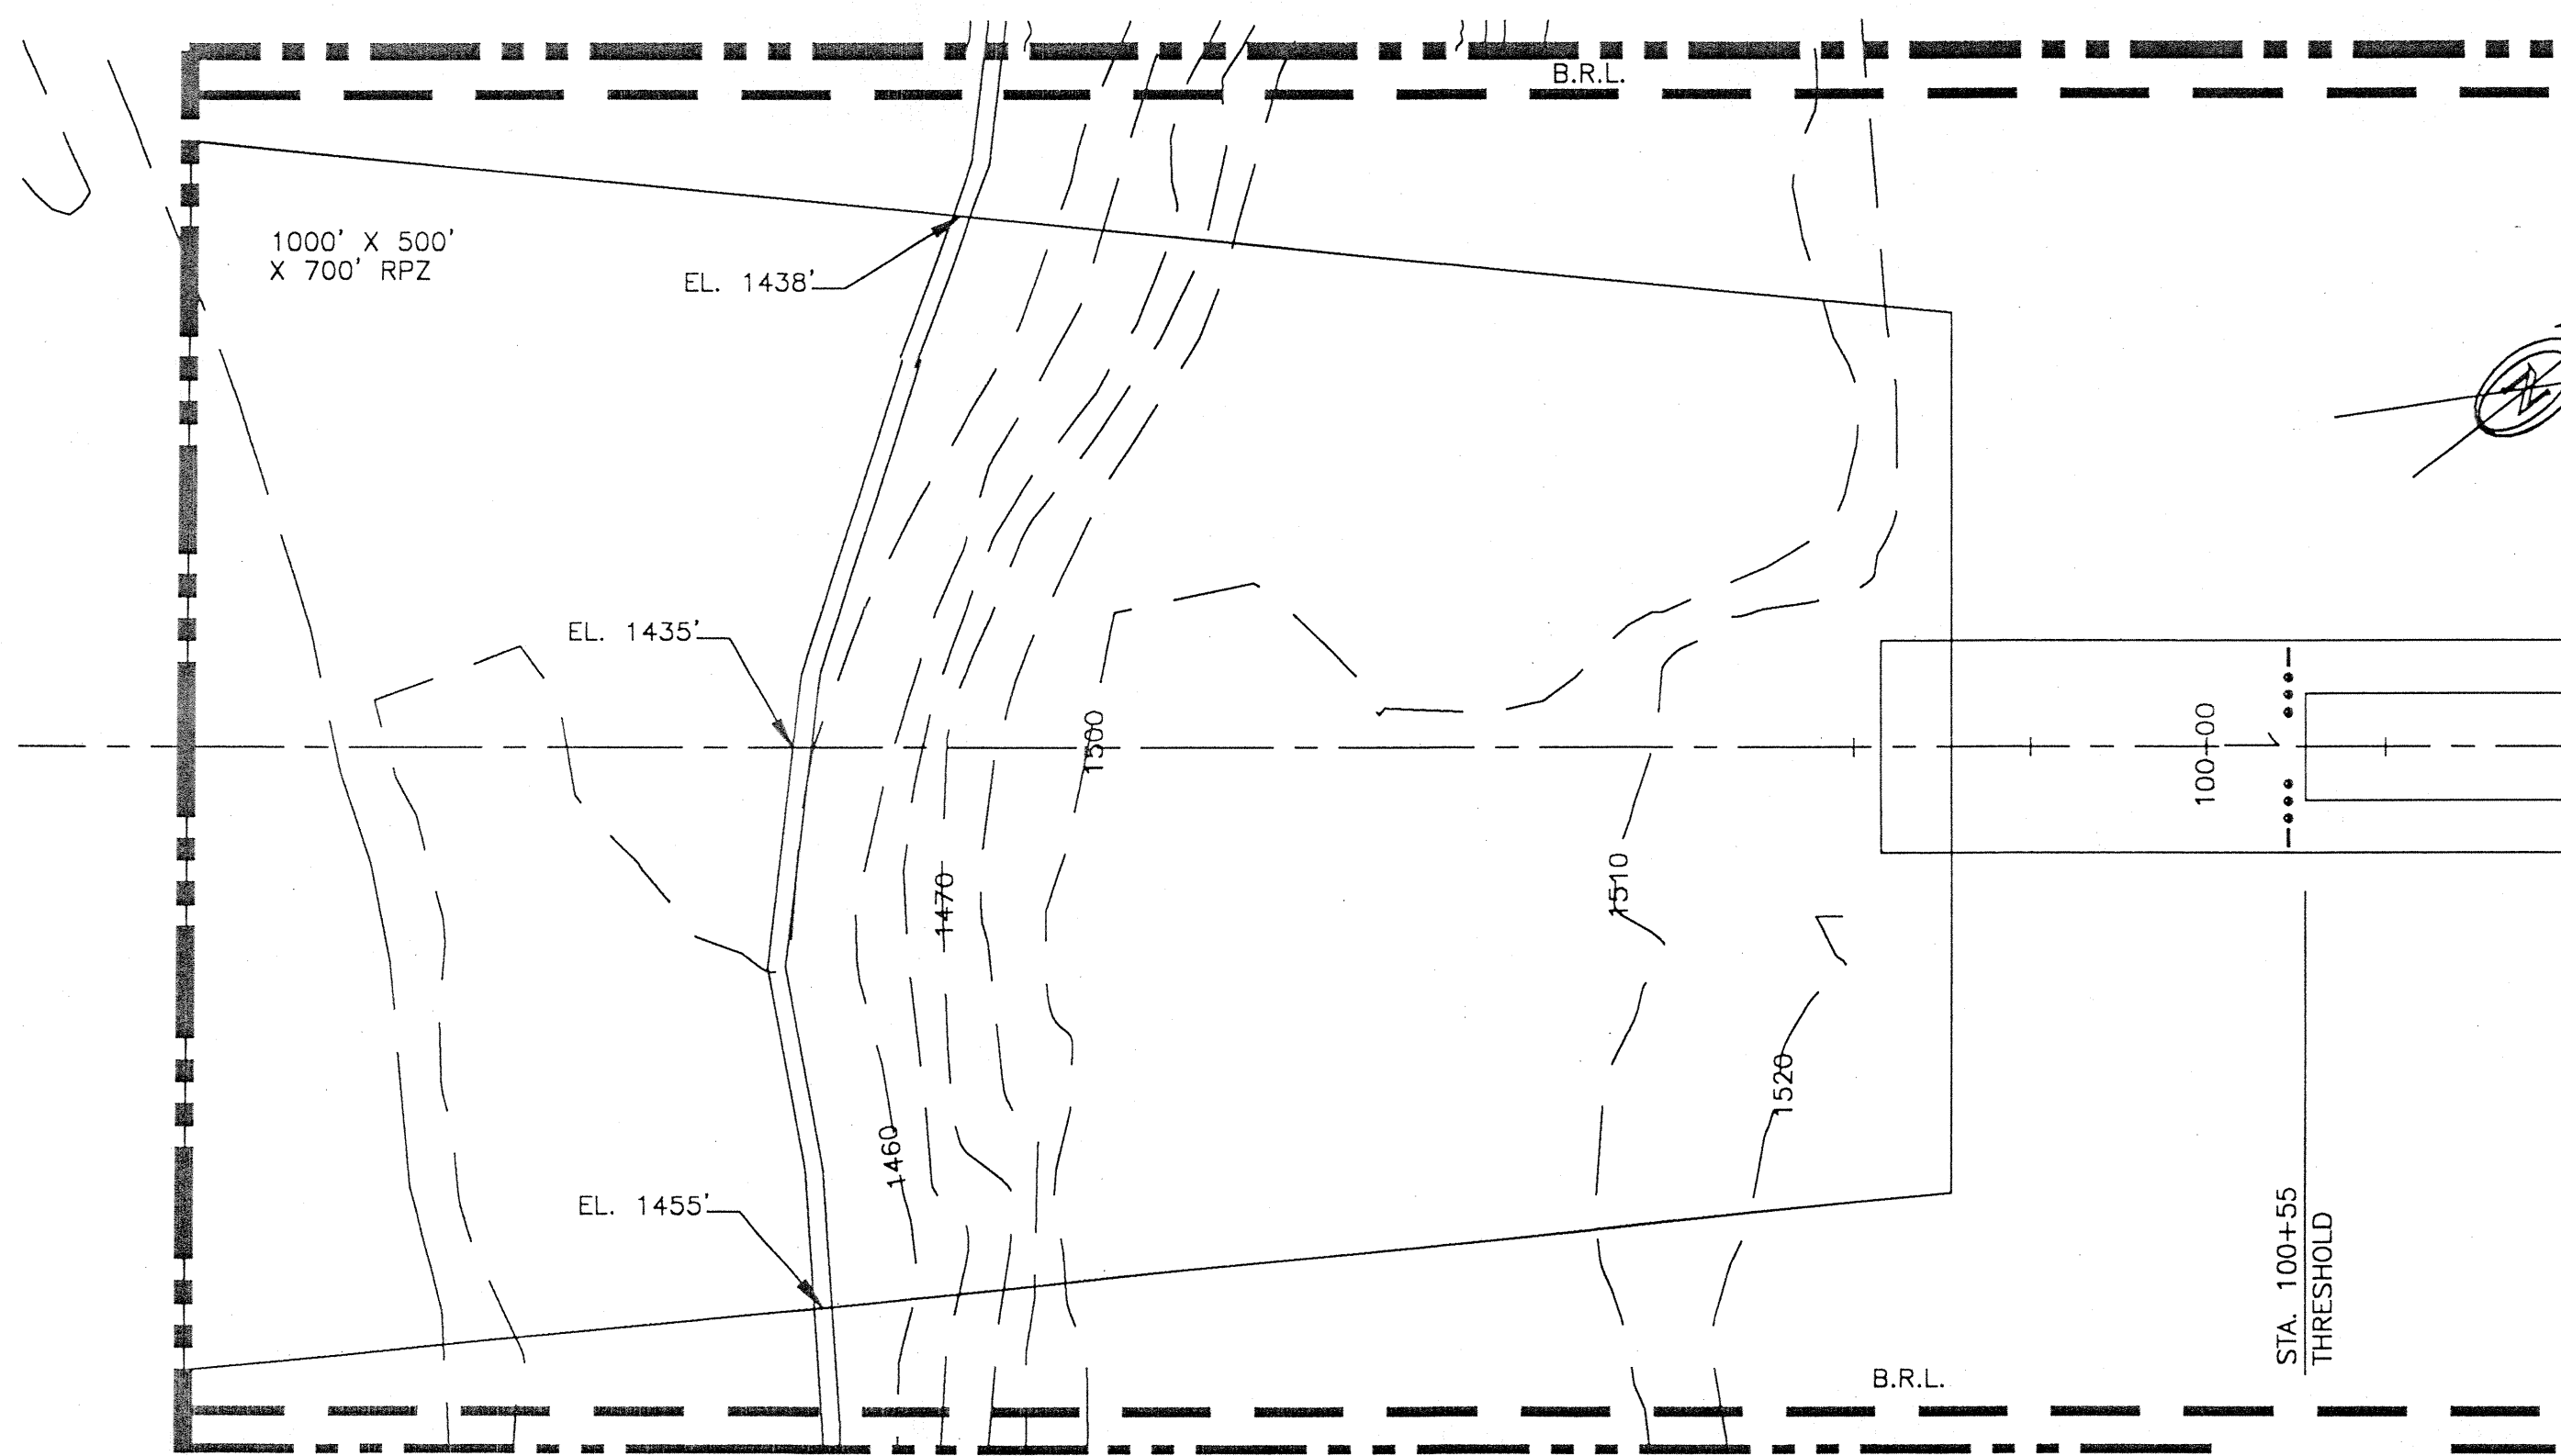 B.R.L.
1000' X 500'
X 700' RPZ
EL. 1438'
N
EL. 1435'
1500
100+00
1470
1510
1520
1460
EL. 1455'
STA. 100+55
THRESHOLD
B.R.L.